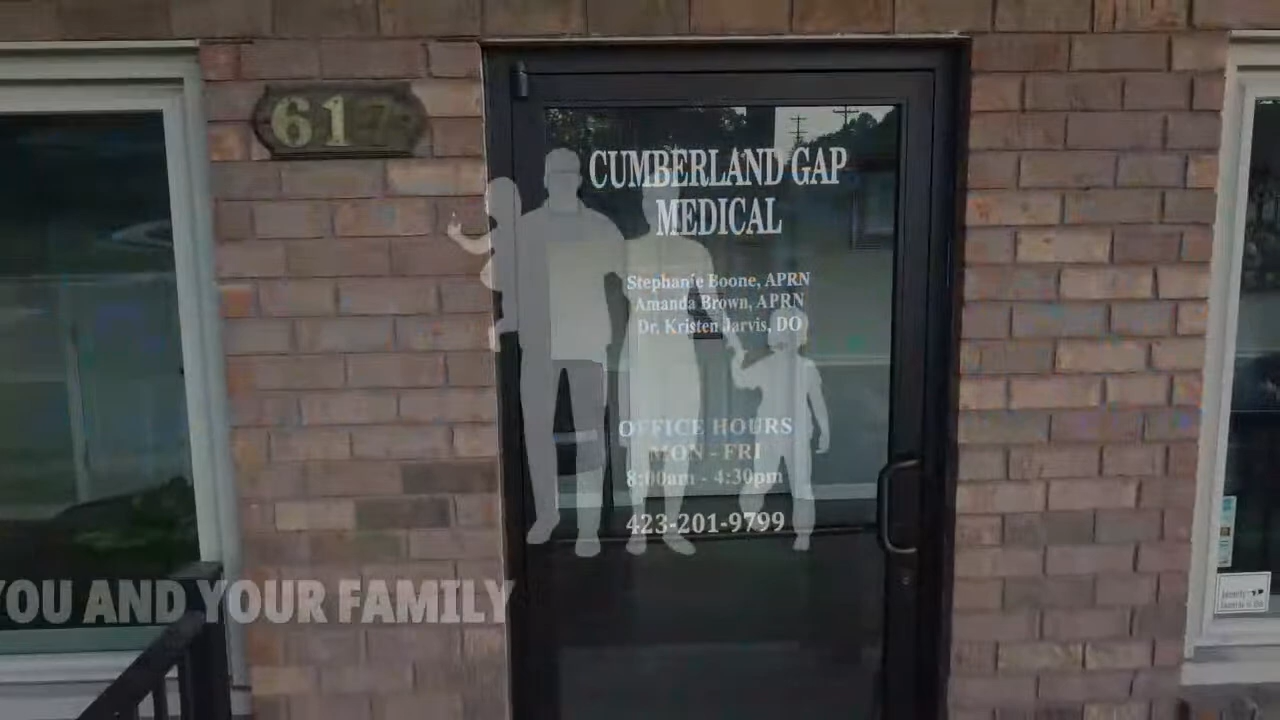 617
CUMBERLAND GAP
MEDICAL
Stephanie Boone, APRN
Amanda Brown, APRN
Dr. Kristen Jarvis, DO
OFFICE HOURS
MON - FRI
8:00am - 4:30pm
423-201-9799
YOU AND YOUR FAMILY